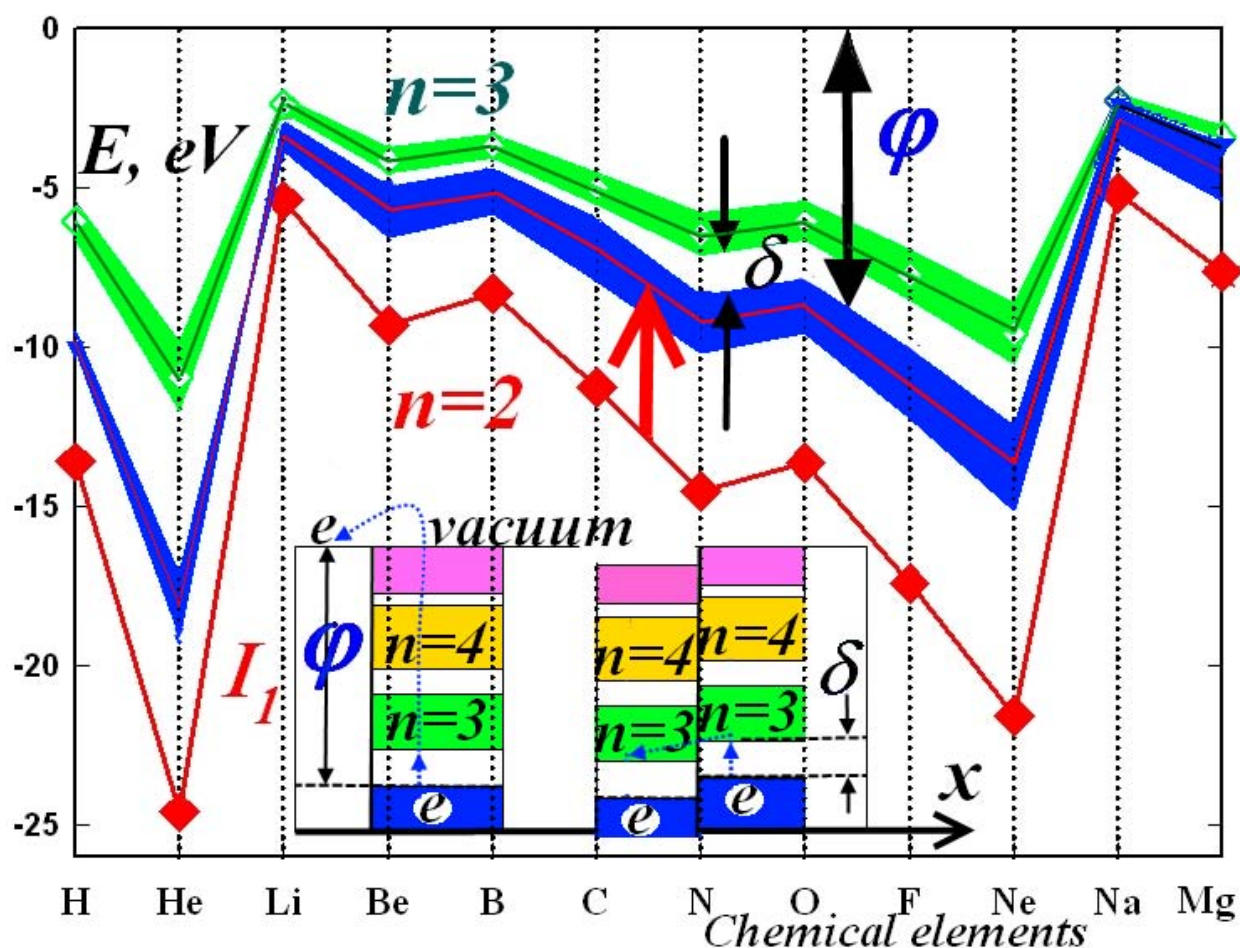 0
-5
-10
-15
-20
-25
E, eV
n=3
φ
δ
n=2
I₁
e
vacuum
φ
n=4
n=3
e
n=4
n=3
e
n=4
n=3
e
δ
x
H He Li Be B C N O F Ne Na Mg
Chemical elements